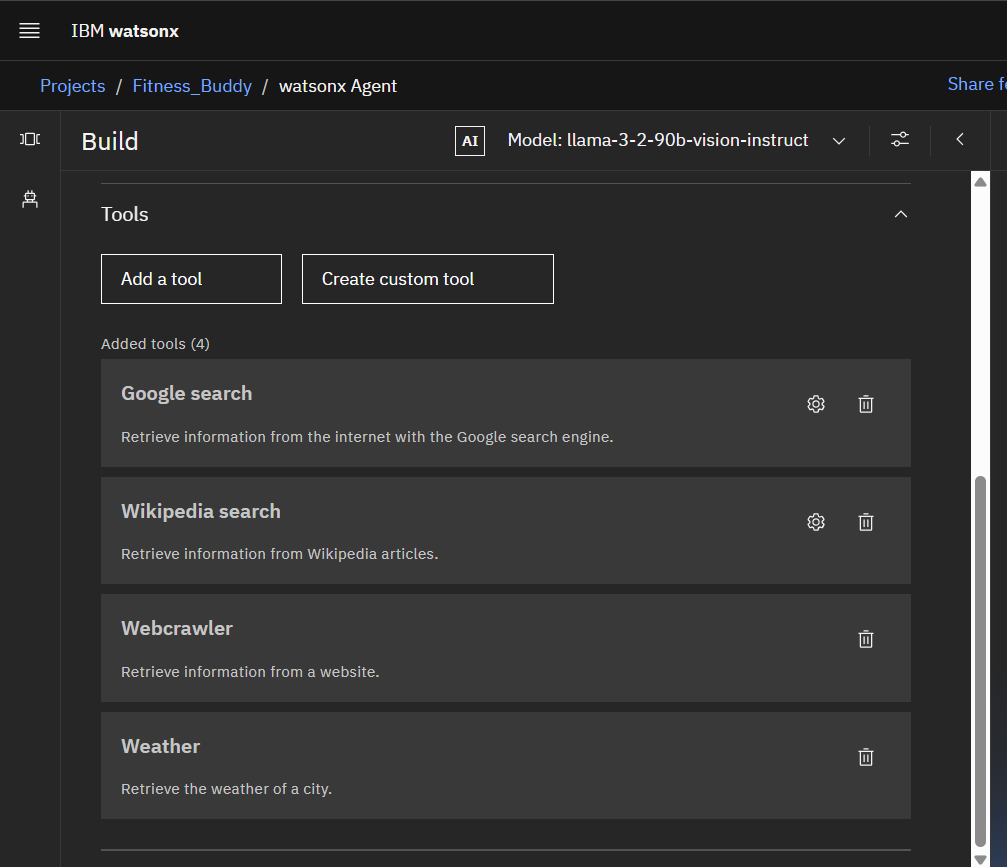 IBM watsonx
Projects / Fitness_Buddy / watsonx Agent
Share
Build
AI
Model: llama-3-2-90b-vision-instruct
Tools
Add a tool
Create custom tool
Added tools (4)
Google search
Retrieve information from the internet with the Google search engine.
Wikipedia search
Retrieve information from Wikipedia articles.
Webcrawler
Retrieve information from a website.
Weather
Retrieve the weather of a city.